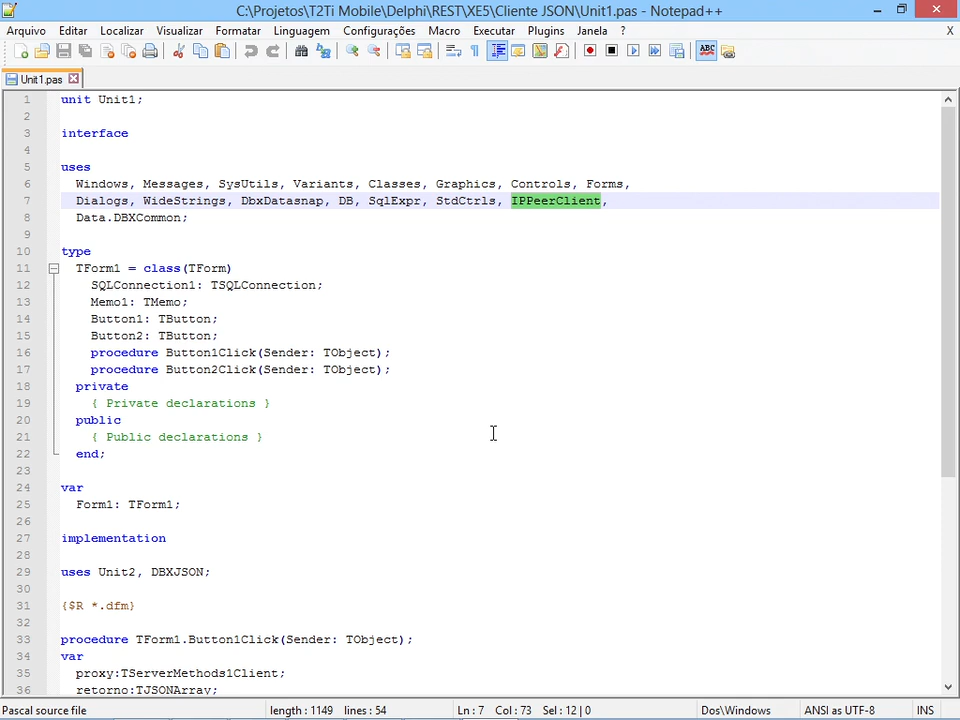 C:\Projetos\T2Ti Mobile\Delphi\REST\XE5\Cliente JSON\Unit1.pas - Notepad++
Arquivo Editar Localizar Visualizar Formatar Linguagem Configurações Macro Executar Plugins Janela ? X
ABC
Unit1.pas
1 unit Unit1;
2
3 interface
4
5 uses
6 Windows, Messages, SysUtils, Variants, Classes, Graphics, Controls, Forms,
7 Dialogs, WideStrings, DbxDatasnap, DB, SqlExpr, StdCtrls, IPPeerClient,
8 Data.DBXCommon;
9
10 type
11 TForm1 = class(TForm)
12 SQLConnection1: TSQLConnection;
13 Memo1: TMemo;
14 Button1: TButton;
15 Button2: TButton;
16 procedure Button1Click(Sender: TObject);
17 procedure Button2Click(Sender: TObject);
18 private
19 { Private declarations }
20 public
21 { Public declarations }
22 end;
23
24 var
25 Form1: TForm1;
26
27 implementation
28
29 uses Unit2, DBXJSON;
30
31 {$R *.dfm}
32
33 procedure TForm1.Button1Click(Sender: TObject);
34 var
35 proxy:TServerMethods1Client;
36 retorno:TJSONArray;
Pascal source file length : 1149 lines : 54 Ln : 7 Col : 73 Sel : 12 | 0 Dos\Windows ANSI as UTF-8 INS